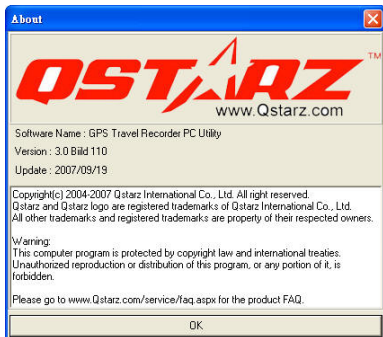 About
QSTARZ TM
www.Qstarz.com
Software Name : GPS Travel Recorder PC Utility
Version : 3.0 Biild 110
Update : 2007/09/19
Copyright(c) 2004-2007 Qstarz International Co., Ltd. All right reserved.
Qstarz and Qstarz logo are registered trademarks of Qstarz International Co., Ltd.
All other trademarks and registered trademarks are property of their respected owners.
Warning:
This computer program is protected by copyright law and international treaties.
Unauthorized reproduction or distribution of this program, or any portion of it, is
forbidden.
Please go to www.Qstarz.com/service/faq.aspx for the product FAQ.
OK